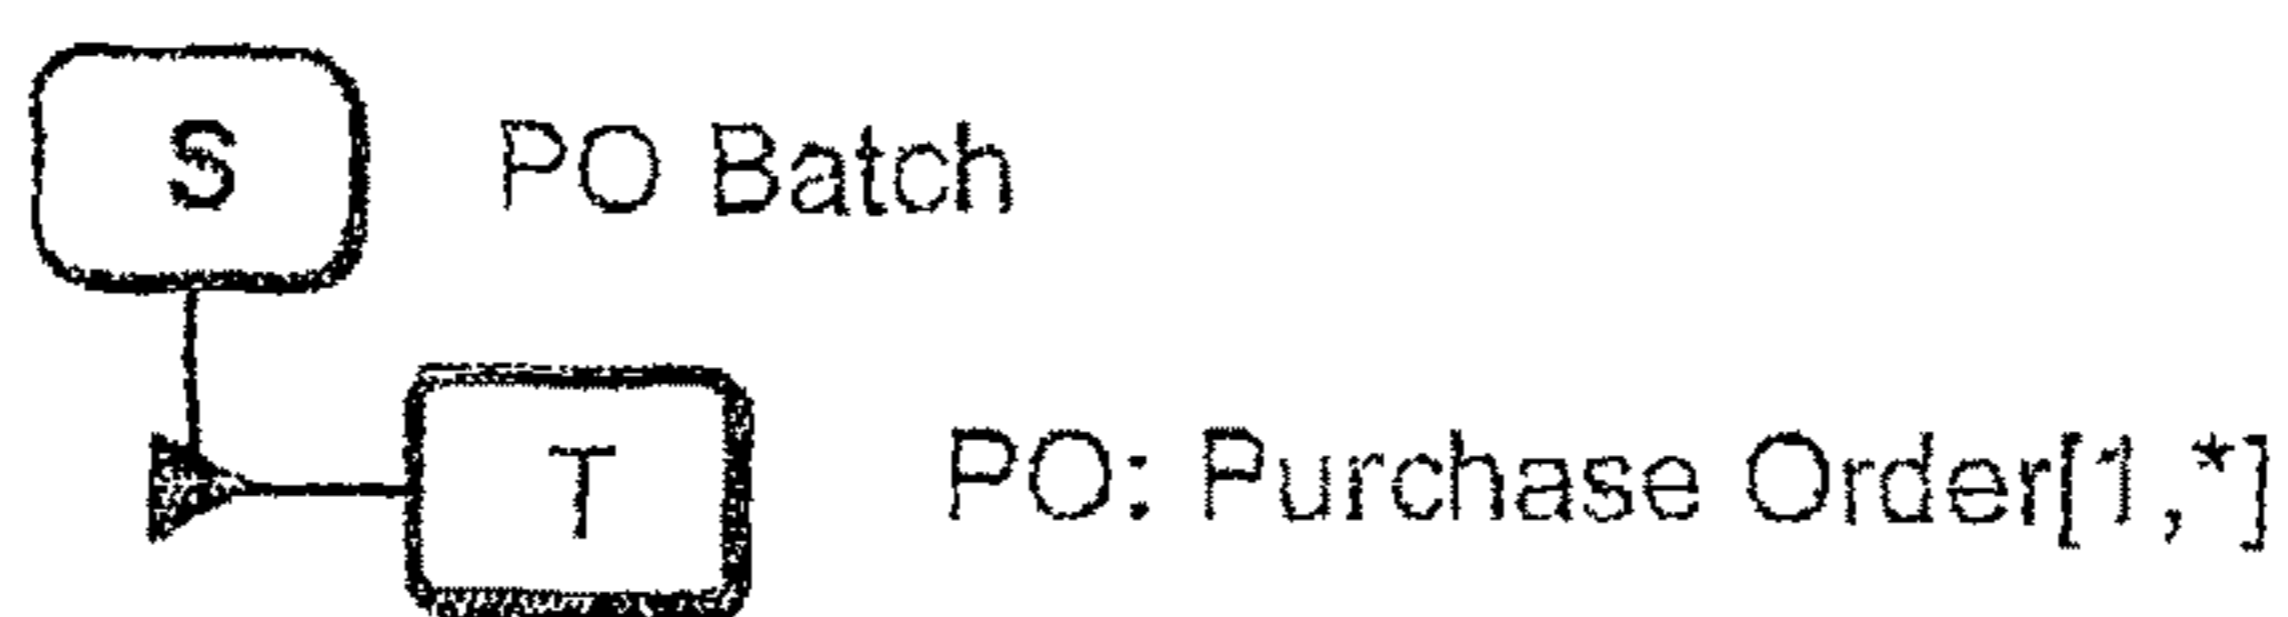 S PO Batch
T PO: Purchase Order[1,*]